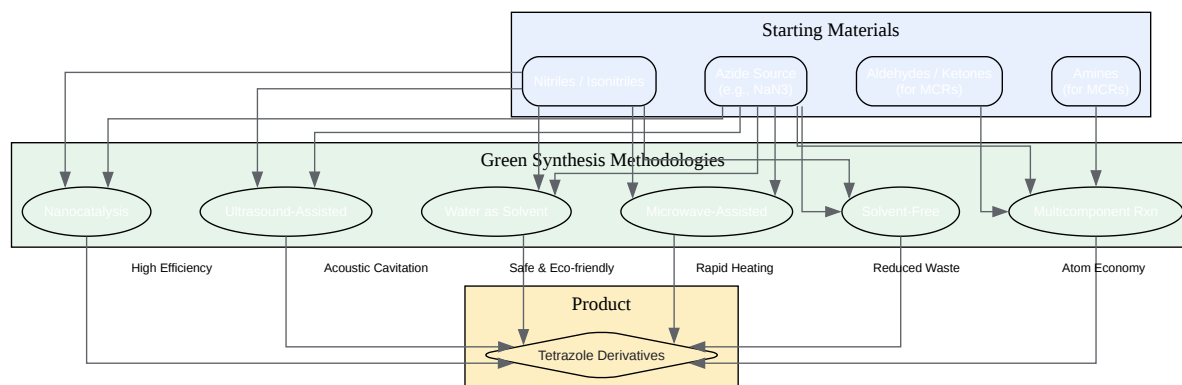 Starting Materials
Nitriles / Isonitriles
Azide Source
(e.g., NaN3)
Aldehydes / Ketones
(for MCRs)
Amines
(for MCRs)
Green Synthesis Methodologies
Nanocatalysis
Ultrasound-Assisted
Water as Solvent
Microwave-Assisted
Solvent-Free
Multicomponent Rxn
High Efficiency
Acoustic Cavitation
Safe & Eco-friendly
Rapid Heating
Reduced Waste
Atom Economy
Product
Tetrazole Derivatives